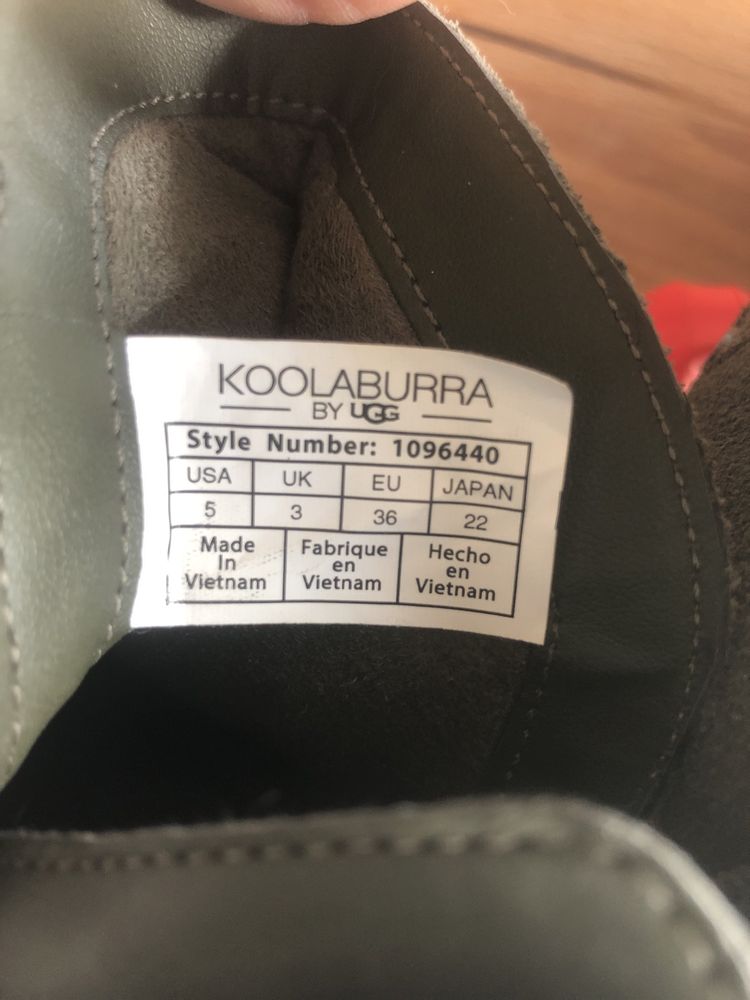 KOOLABURRA
BY UGG
Style Number: 1096440
USA UK EU JAPAN
5 3 36 22
Made In Vietnam
Fabrique en Vietnam
Hecho en Vietnam